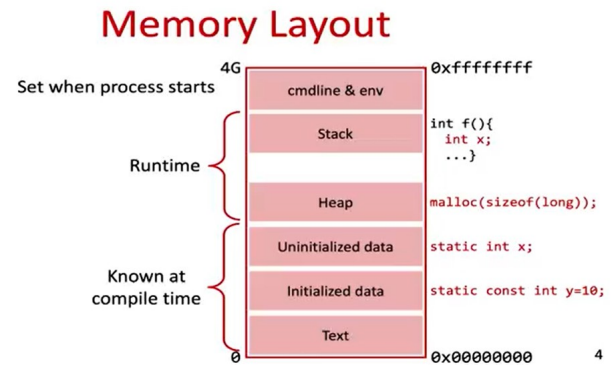 Memory Layout
4G
0xffffffff
Set when process starts
cmdline & env
Runtime
Stack
int f(){
int x;
...}
Heap
malloc(sizeof(long));
Known at
compile time
Uninitialized data
static int x;
Initialized data
static const int y=10;
Text
0
0x00000000
4